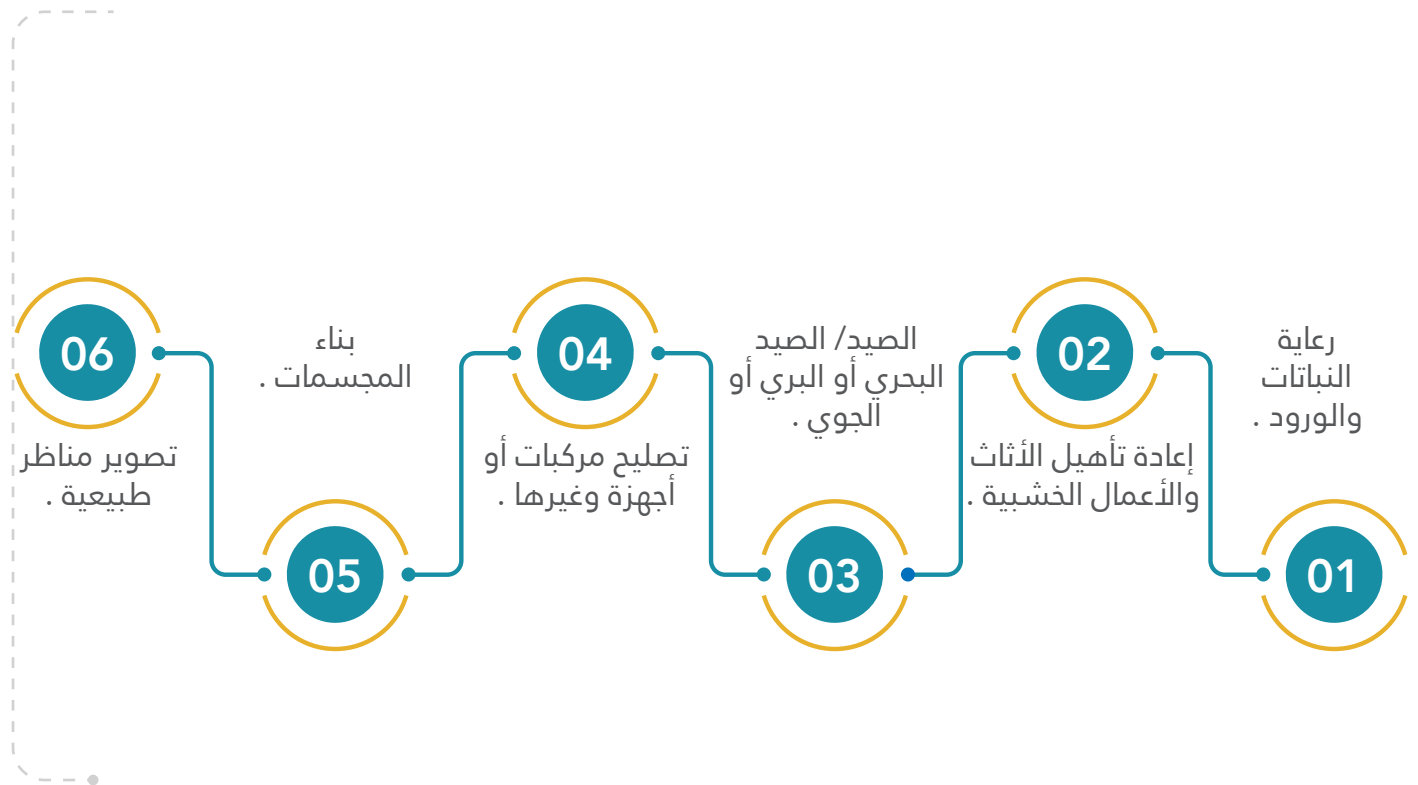 01
رعاية
النباتات
والورود .
02
إعادة تأهيل الأثاث
والأعمال الخشبية .
03
الصيد/ الصيد
البحري أو البري أو
الجوي .
04
تصليح مركبات أو
أجهزة وغيرها .
05
بناء
المجسمات .
06
تصوير مناظر
طبيعية .